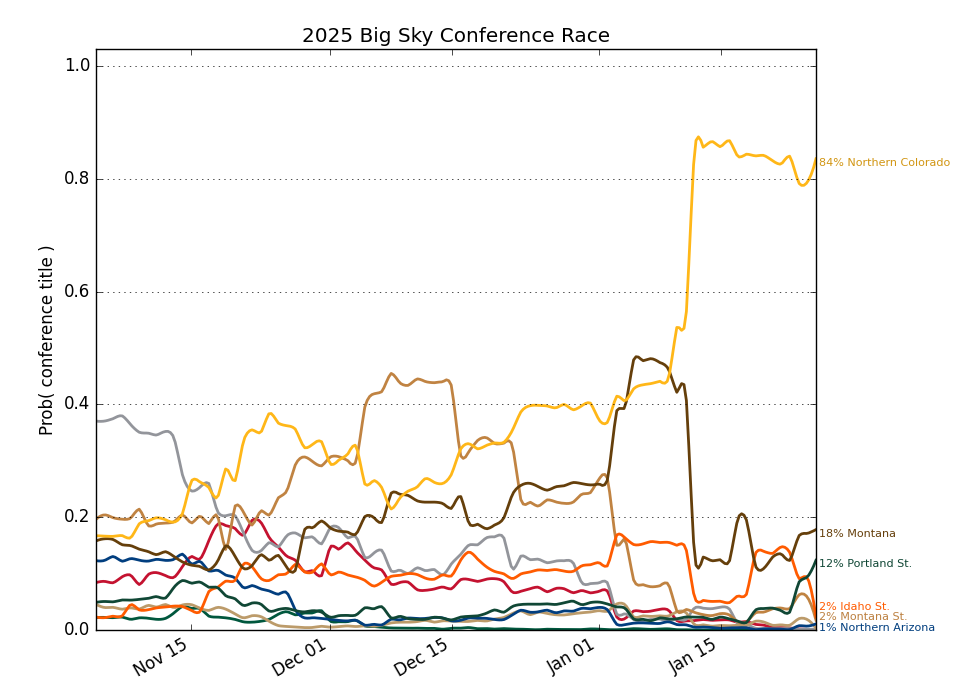 2025 Big Sky Conference Race
Prob( conference title )
1.0
0.8
0.6
0.4
0.2
0.0
Nov 15
Dec 01
Dec 15
Jan 01
Jan 15
84% Northern Colorado
18% Montana
12% Portland St.
2% Idaho St.
2% Montana St.
1% Northern Arizona